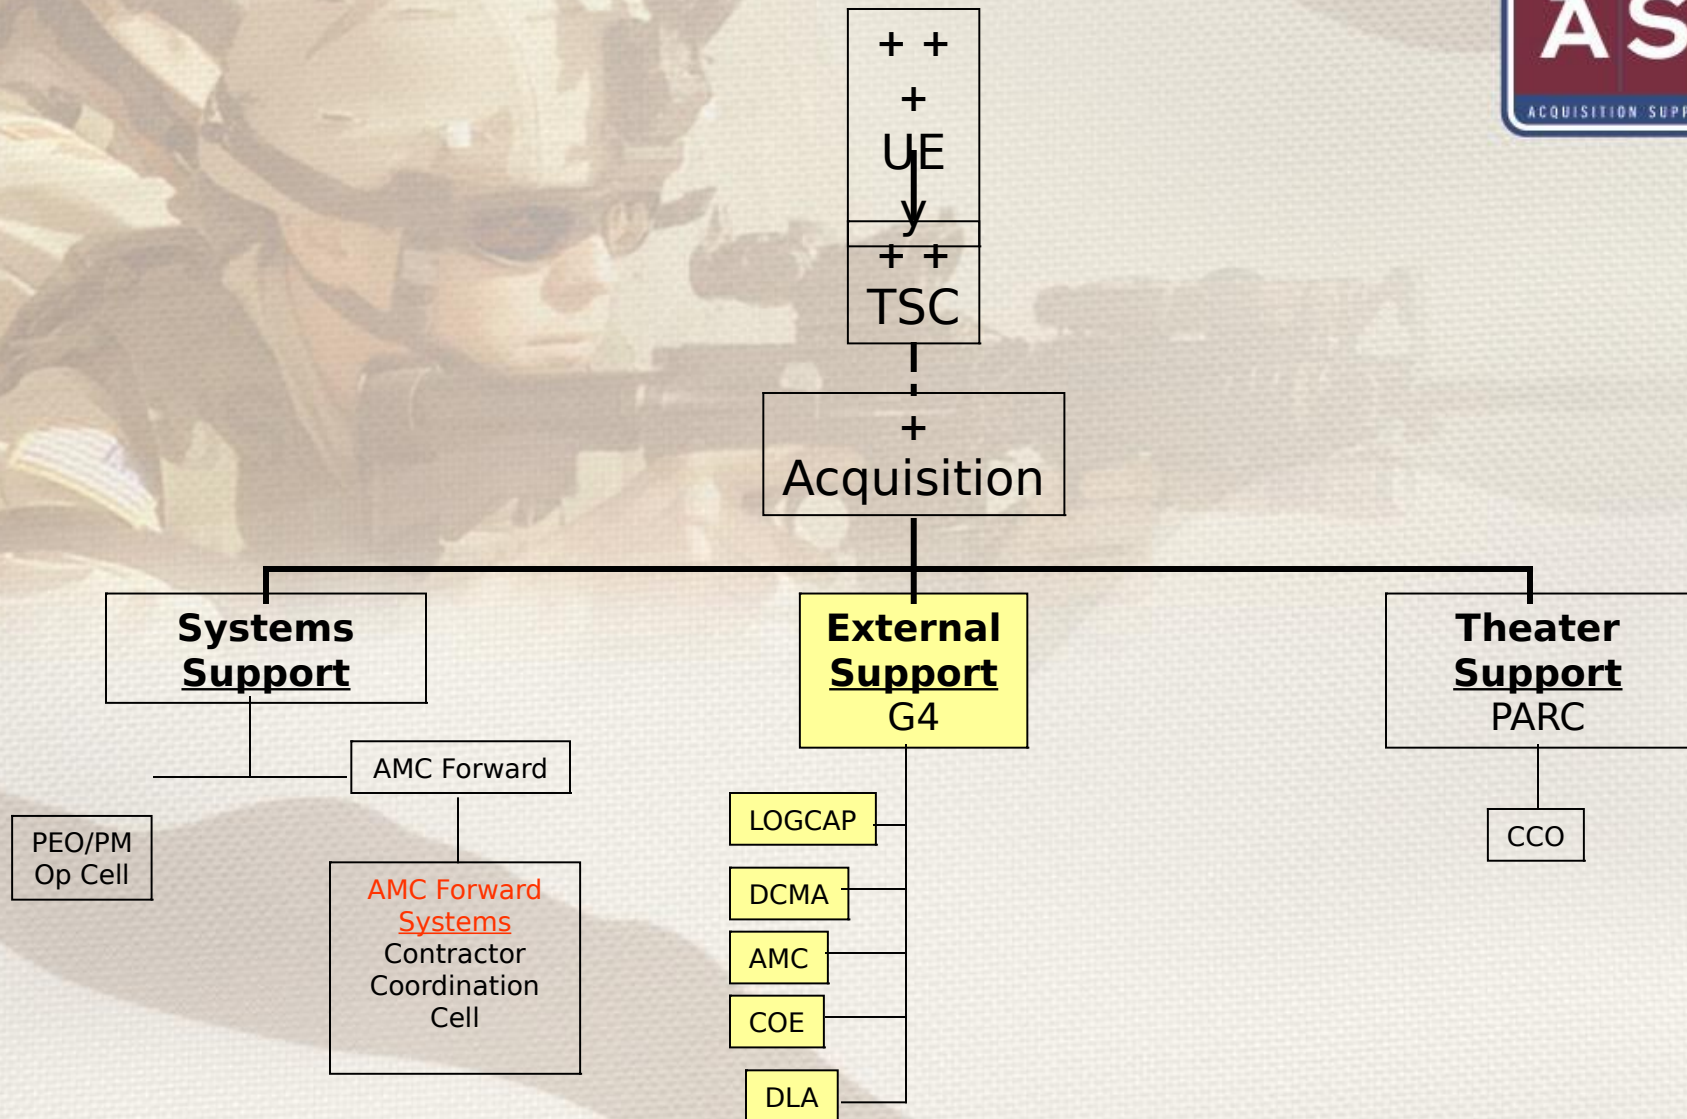 + +
+
UE
y
+ +
TSC
+
Acquisition
Systems
Support
External
Support
G4
Theater
Support
PARC
AMC Forward
PEO/PM
Op Cell
AMC Forward
Systems
Contractor
Coordination
Cell
LOGCAP
DCMA
AMC
COE
DLA
CCO
AS
ACQUISITION SUPP